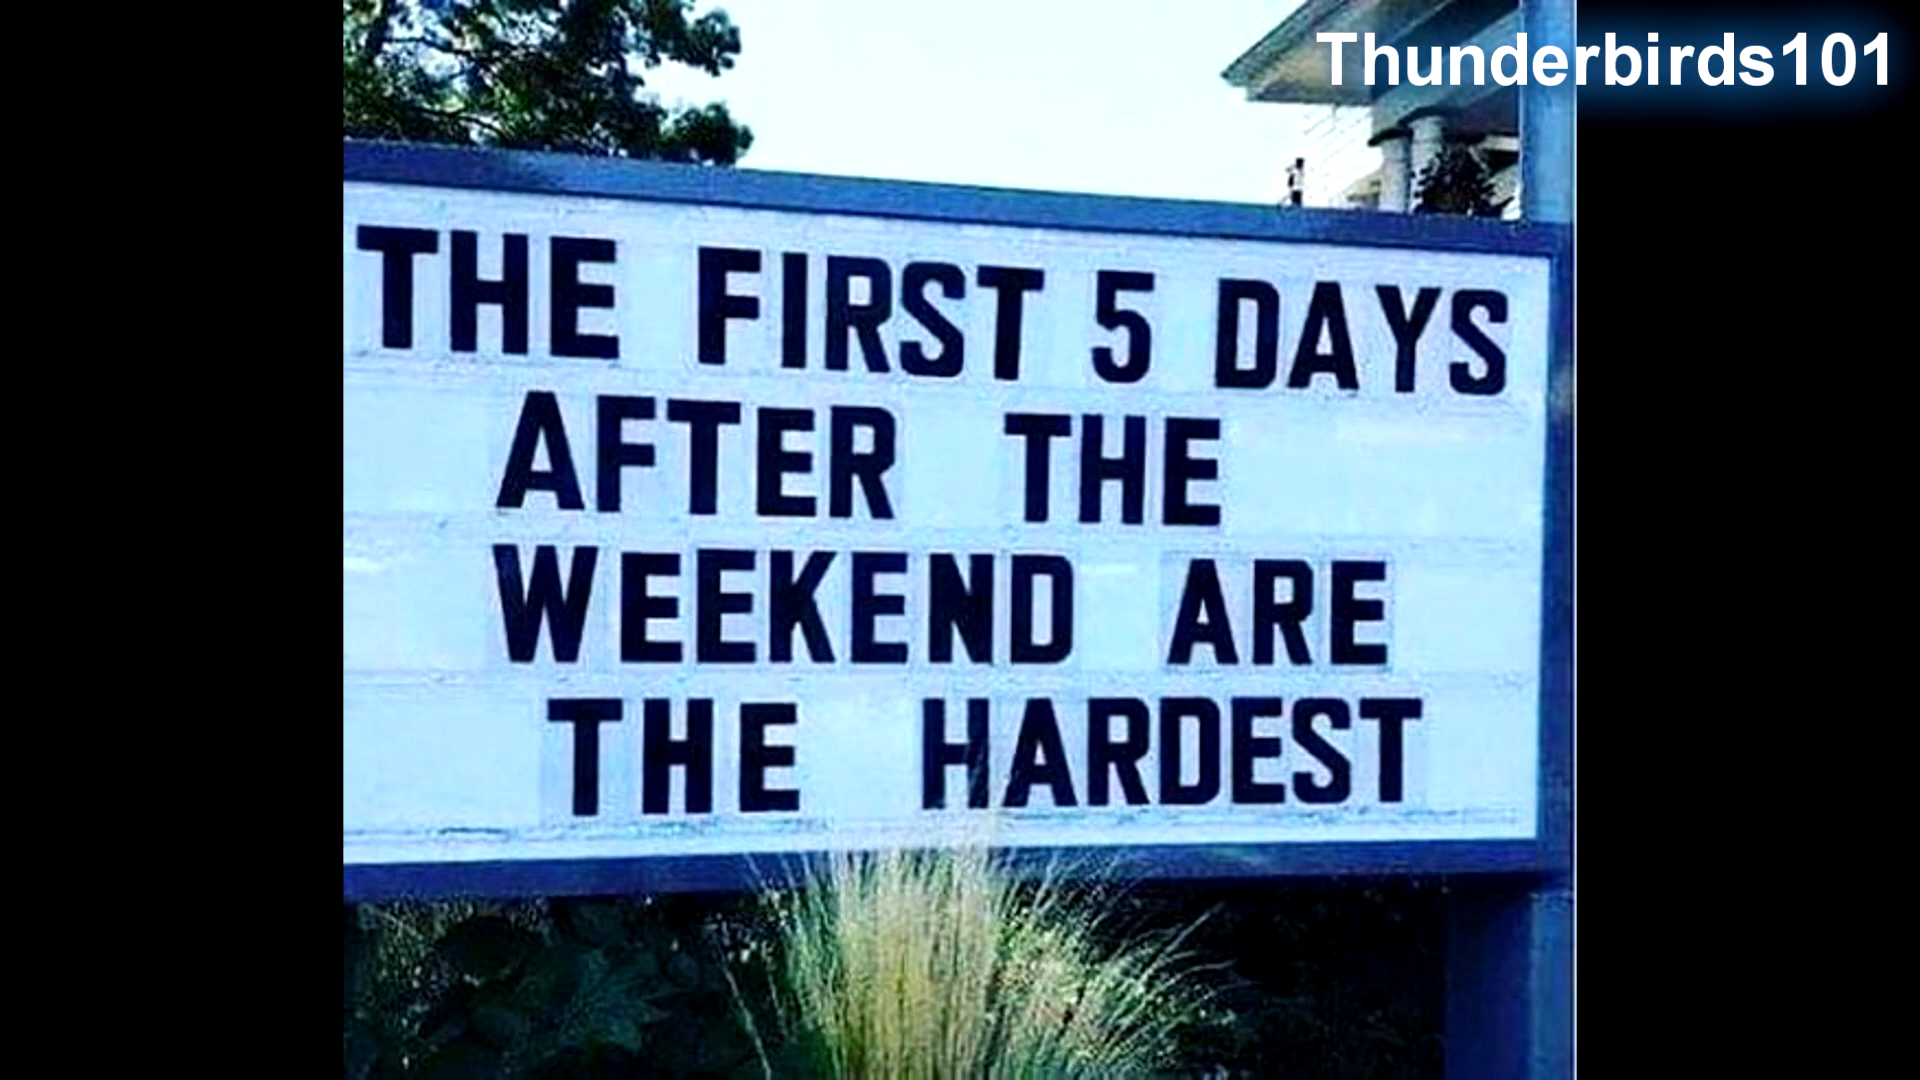 Thunderbirds101
THE FIRST 5 DAYS
AFTER THE
WEEKEND ARE
THE HARDEST